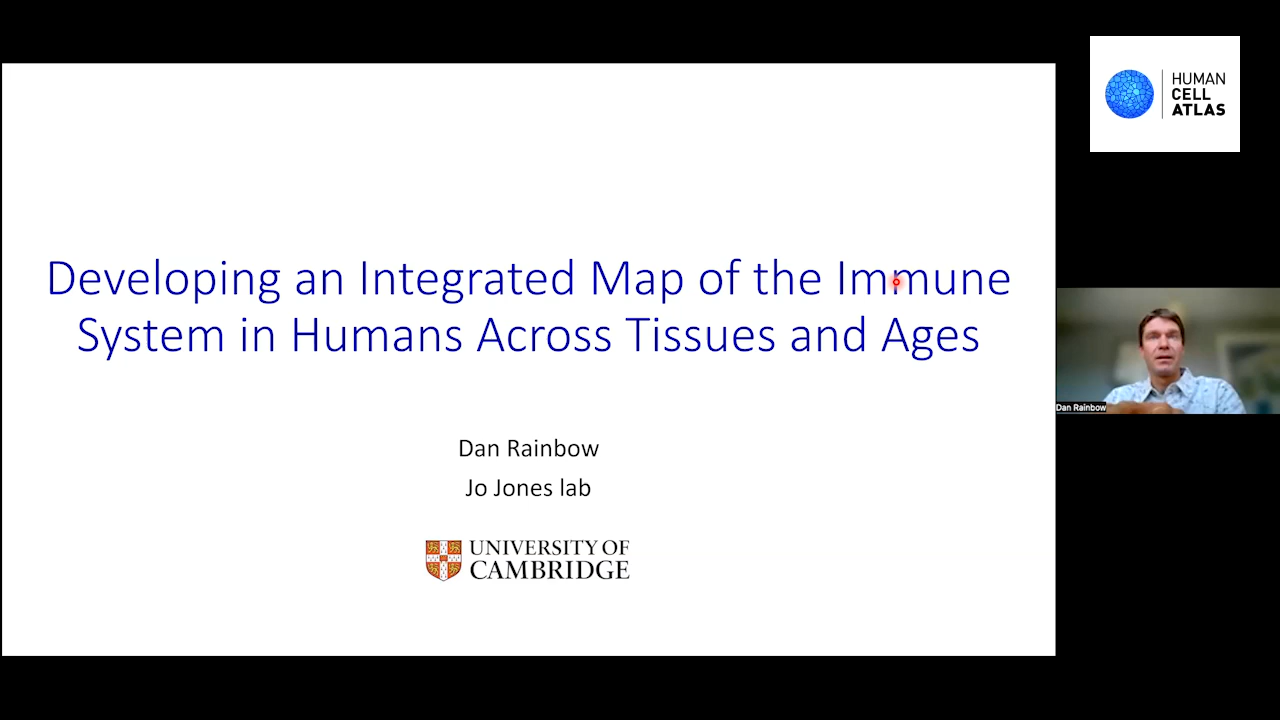 HUMAN
CELL
ATLAS
Developing an Integrated Map of the Immune
System in Humans Across Tissues and Ages
Dan Rainbow
Jo Jones lab
UNIVERSITY OF
CAMBRIDGE
Dan Rainbow